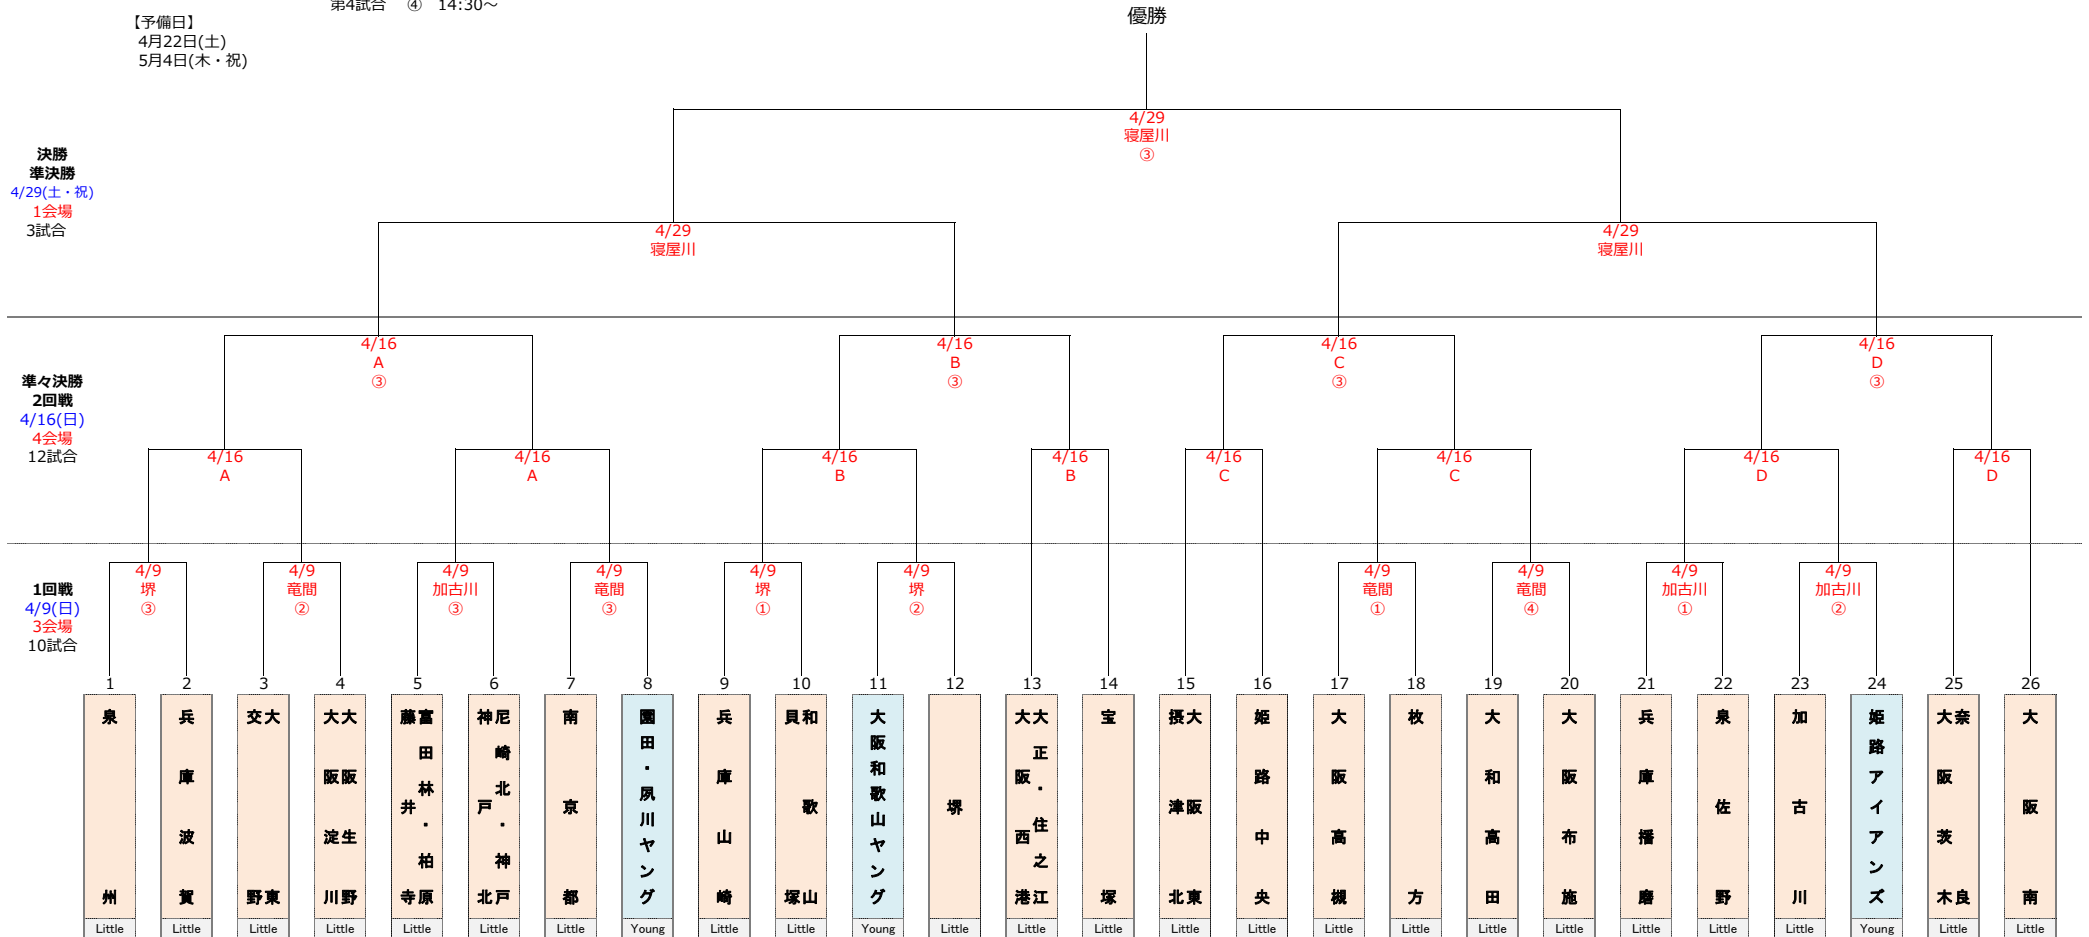 第4試合 ④ 14:30～
【予備日】
4月22日(土)
5月4日(木・祝)
優勝
4/29
寝屋川
③
決勝
準決勝
4/29(土・祝)
1会場
3試合
4/29
寝屋川
4/29
寝屋川
準々決勝
2回戦
4/16(日)
4会場
12試合
4/16
A
③
4/16
B
③
4/16
C
③
4/16
D
③
4/16
A
4/16
A
4/16
B
4/16
B
4/16
C
4/16
C
4/16
D
4/16
D
1回戦
4/9(日)
3会場
10試合
4/9
堺
③
4/9
竜間
②
4/9
加古川
③
4/9
竜間
③
4/9
堺
①
4/9
堺
②
4/9
竜間
①
4/9
竜間
④
4/9
加古川
①
4/9
加古川
②
1
泉州
Little
2
兵庫波賀
Little
3
大東
交野
Little
4
大阪生野
大阪淀川
Little
5
富田林・柏原
藤井寺
Little
6
尼崎北・神戸
神戸北
Little
7
南京都
Little
8
園田・夙川ヤング
Young
9
兵庫山崎
Little
10
和歌山
貝塚
Little
11
大阪和歌山ヤング
Young
12
堺
Little
13
大正・住之江
大阪西港
Little
14
宝塚
Little
15
大阪東
摂津北
Little
16
姫路中央
Little
17
大阪高槻
Little
18
枚方
Little
19
大和高田
Little
20
大阪布施
Little
21
兵庫播磨
Little
22
泉佐野
Little
23
加古川
Little
24
姫路アイアンズ
Young
25
奈良
大阪茨木
Little
26
大阪南
Little